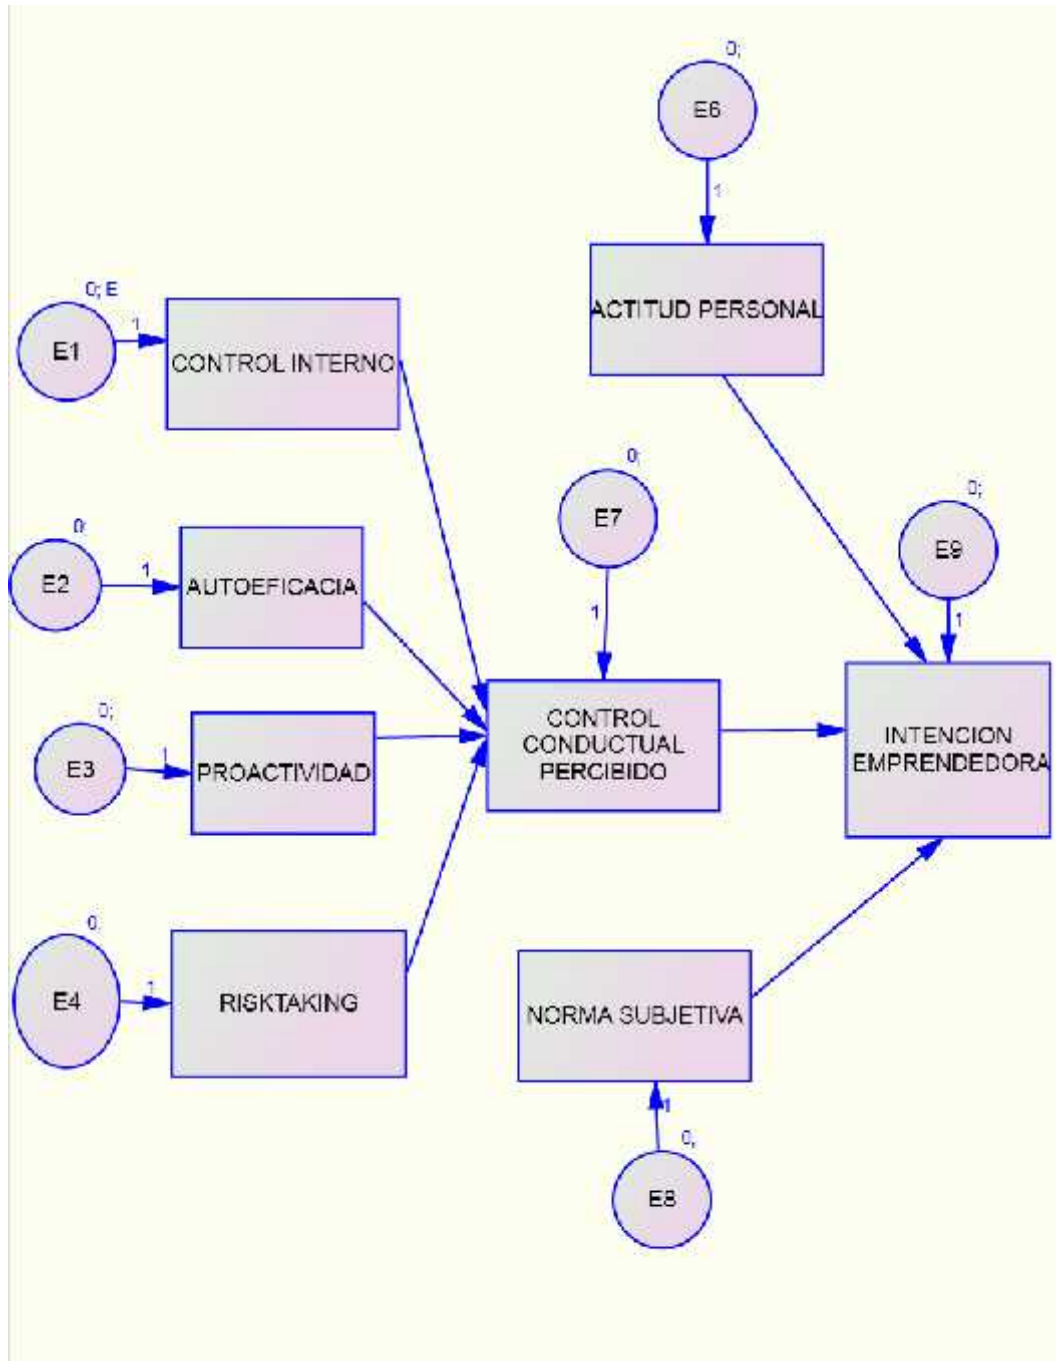 0;
E6
1
ACTITUD PERSONAL
0; E
E1
1
CONTROL INTERNO
0;
E7
1
0;
E9
1
0;
E2
1
AUTOEFICACIA
0;
E3
1
PROACTIVIDAD
CONTROL
CONDUCTUAL
PERCIBIDO
INTENCION
EMPRENDEDORA
0;
E4
1
RISKTAKING
NORMA SUBJETIVA
1
0;
E8